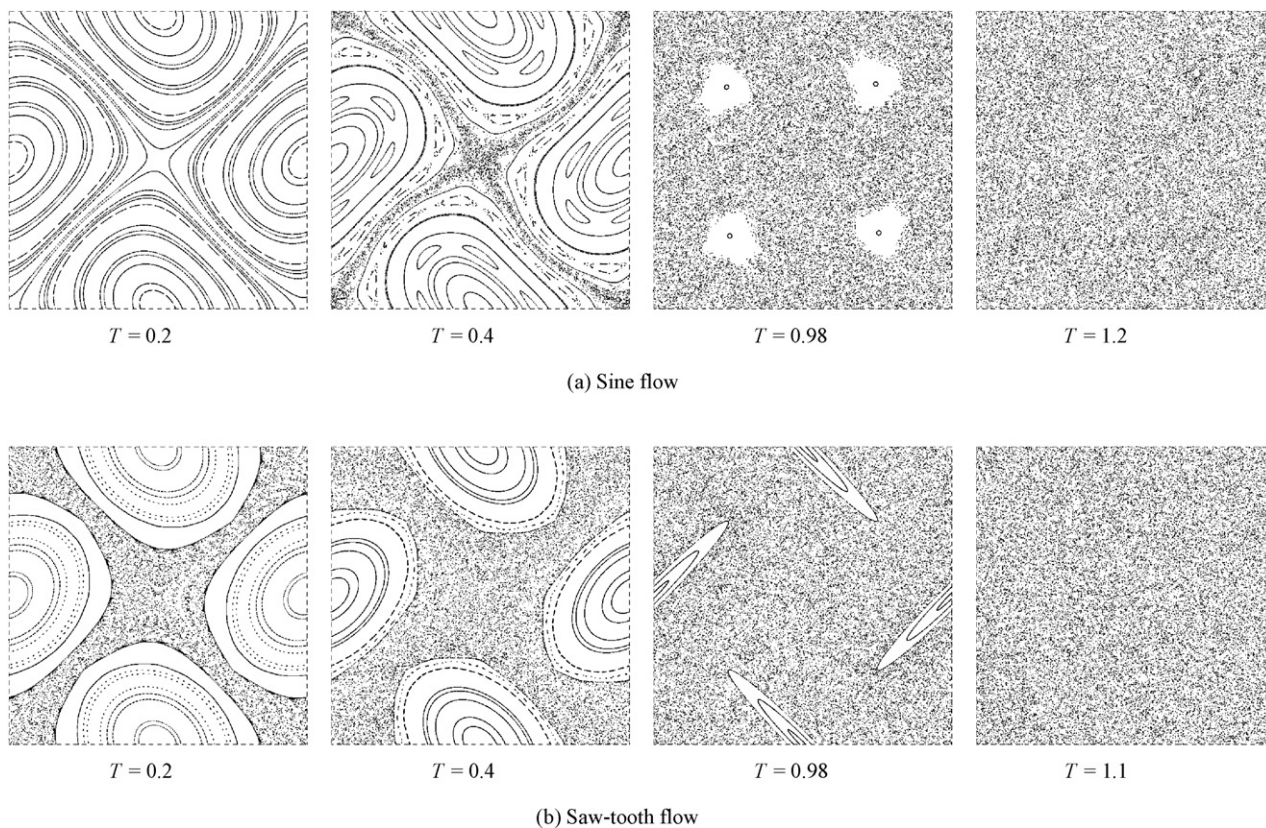 T = 0.2 T = 0.4 T = 0.98 T = 1.2
(a) Sine flow
T = 0.2 T = 0.4 T = 0.98 T = 1.1
(b) Saw-tooth flow